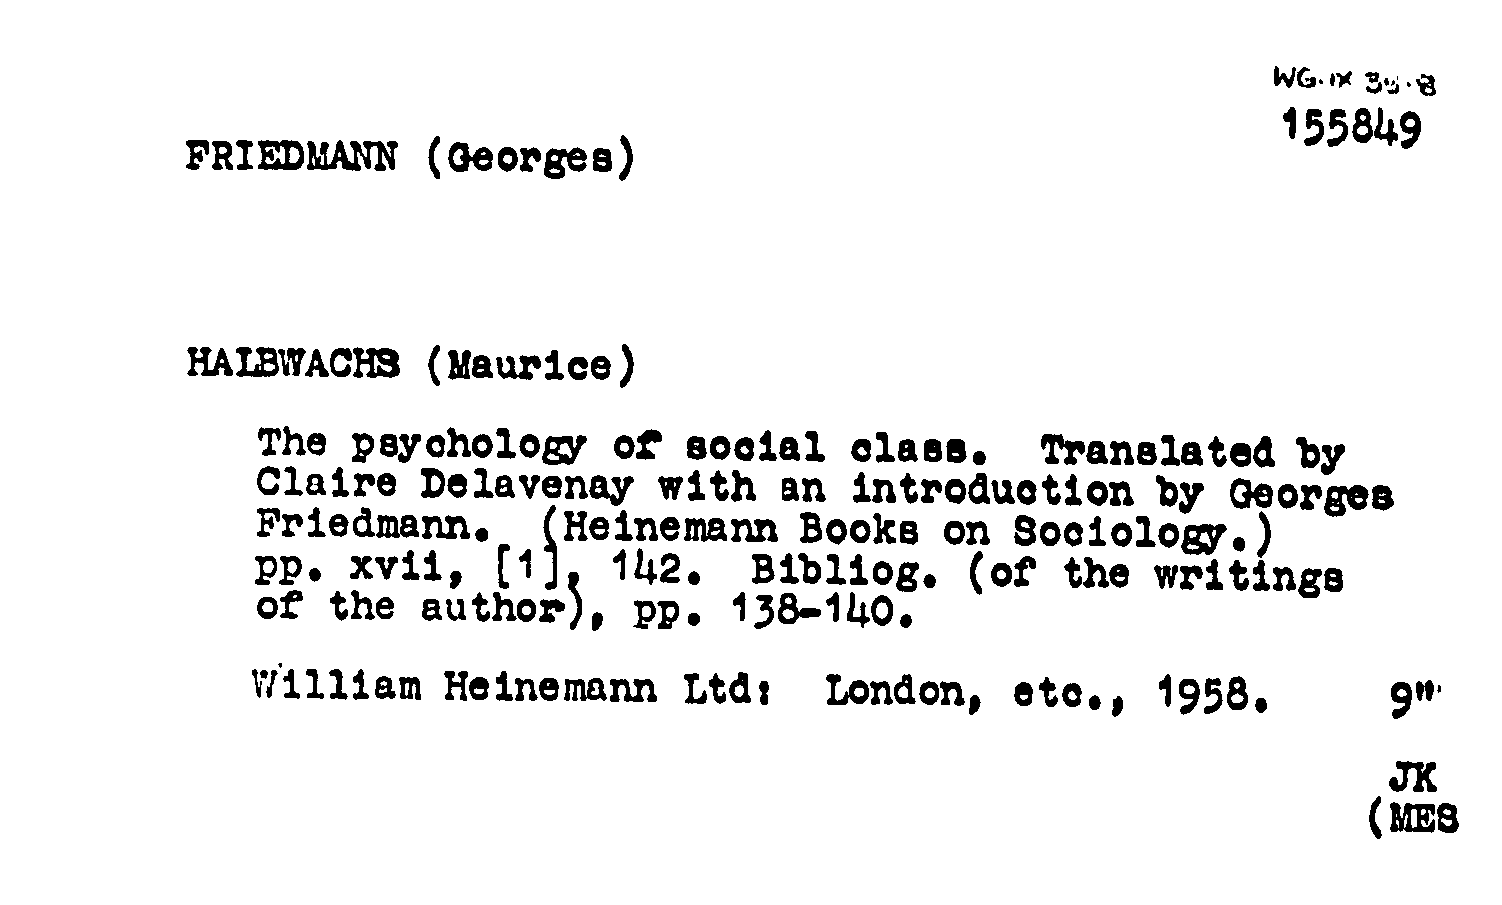 WG·IX
155849
FRIEDMANN (Georges)
HALBWACHS (Maurice)
The psychology of social class. Translated by
Claire Delavenay with an introduction by Georges
Friedmann. (Heinemann Books on Sociology.)
pp. xvii, [1], 142. Bibliog. (of the writings
of the author), pp. 138-140.
William Heinemann Ltd: London, etc., 1958. 9"
JK
(MES